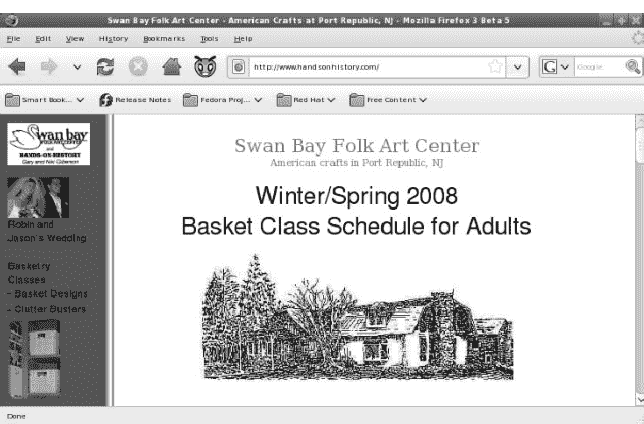 Swan Bay Folk Art Center - American Crafts at Port Republic, NJ - Mozilla Firefox 3 Beta 5
File Edit View History Bookmarks Tools Help
http://www.handsonhistory.com/
G Google
Smart Book... Release Notes Fedora Proj... Red Hat Free Content
Swan bay
and
HANDS-ON-HISTORY
Robin and
Jason's Wedding
Basketry
Classes
- Basket Designs
- Clutter Busters
Swan Bay Folk Art Center
American crafts in Port Republic, NJ
Winter/Spring 2008
Basket Class Schedule for Adults
Done